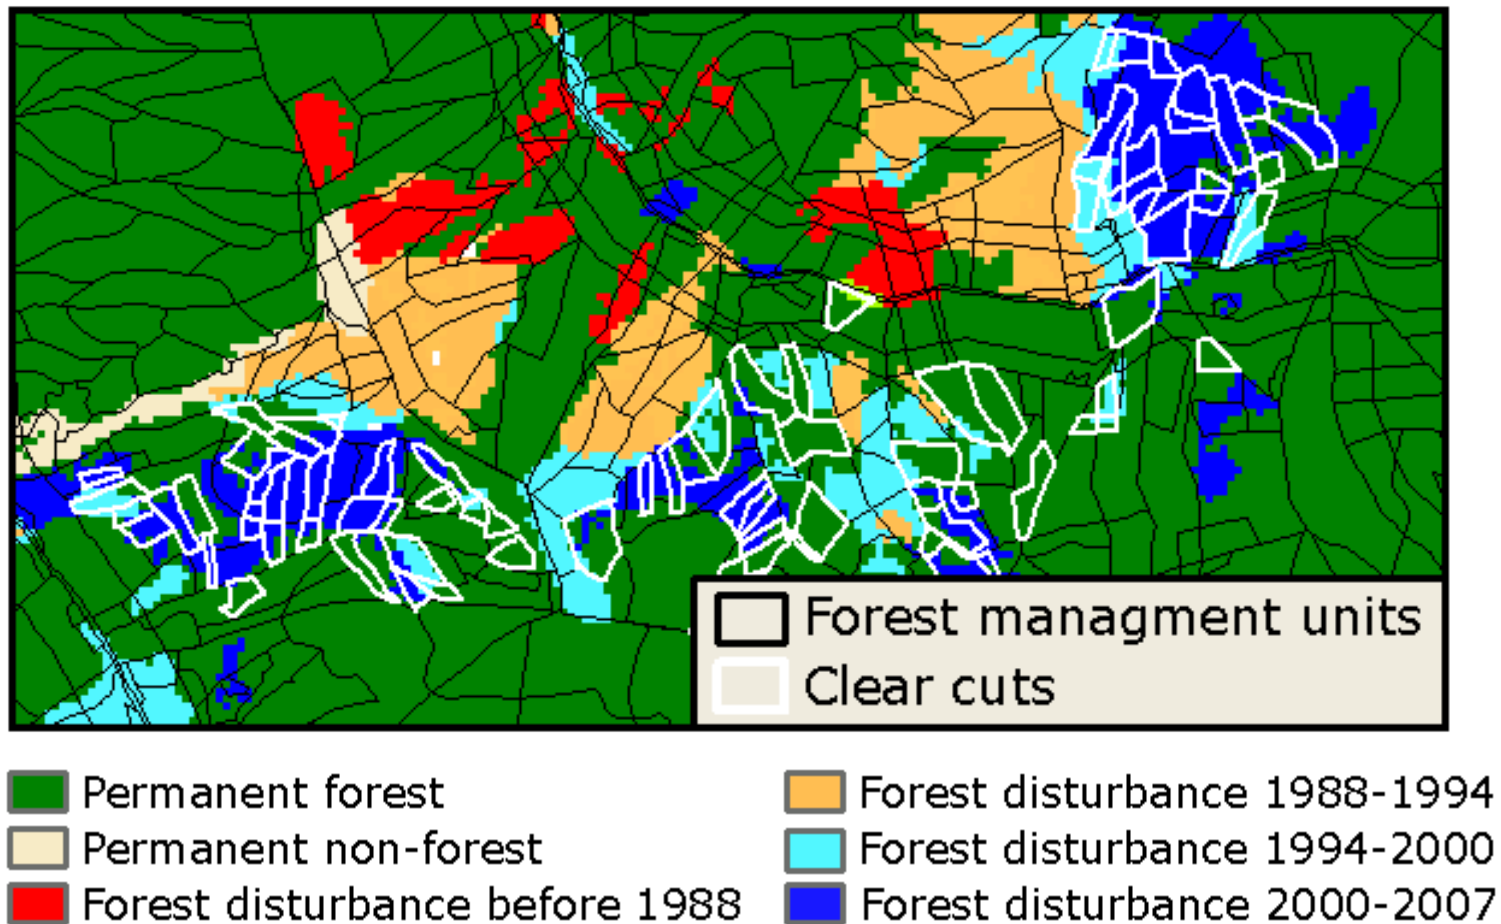 Forest managment units
Clear cuts
Permanent forest
Permanent non-forest
Forest disturbance before 1988
Forest disturbance 1988-1994
Forest disturbance 1994-2000
Forest disturbance 2000-2007